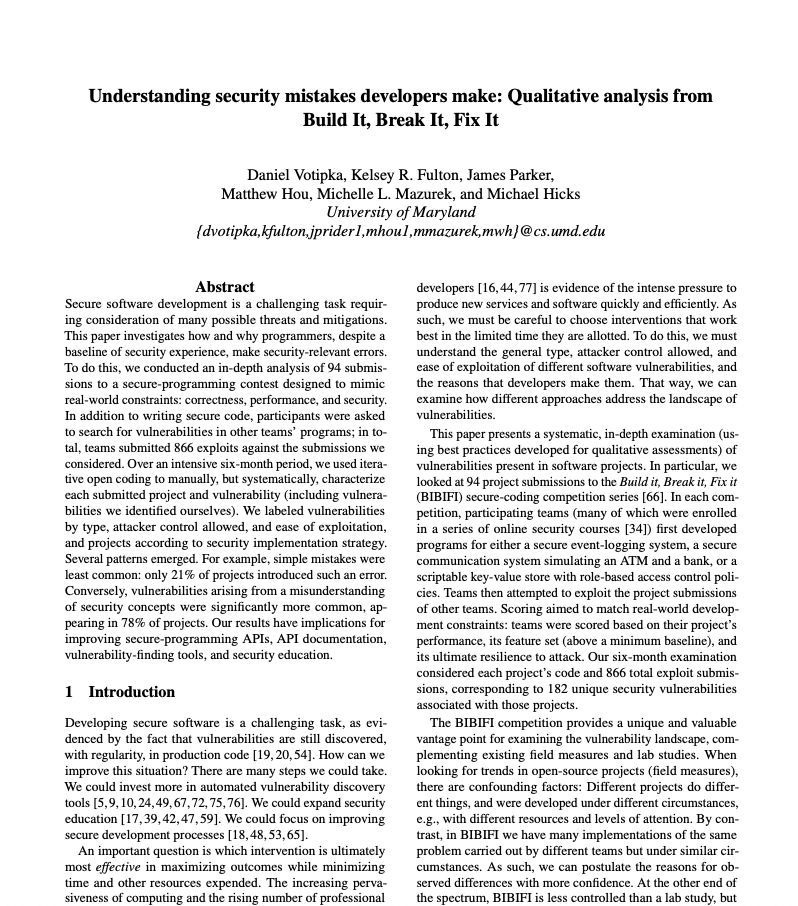 Understanding security mistakes developers make: Qualitative analysis from
Build It, Break It, Fix It
Daniel Votipka, Kelsey R. Fulton, James Parker,
Matthew Hou, Michelle L. Mazurek, and Michael Hicks
University of Maryland
{dvotipka,kfulton,jprider1,mhou1,mmazurek,mwh}@cs.umd.edu
Abstract
Secure software development is a challenging task requir-
ing consideration of many possible threats and mitigations.
This paper investigates how and why programmers, despite a
baseline of security experience, make security-relevant errors.
To do this, we conducted an in-depth analysis of 94 submis-
sions to a secure-programming contest designed to mimic
real-world constraints: correctness, performance, and security.
In addition to writing secure code, participants were asked
to search for vulnerabilities in other teams' programs; in to-
tal, teams submitted 866 exploits against the submissions we
considered. Over an intensive six-month period, we used itera-
tive open coding to manually, but systematically, characterize
each submitted project and vulnerability (including vulnera-
bilities we identified ourselves). We labeled vulnerabilities
by type, attacker control allowed, and ease of exploitation,
and projects according to security implementation strategy.
Several patterns emerged. For example, simple mistakes were
least common: only 21% of projects introduced such an error.
Conversely, vulnerabilities arising from a misunderstanding
of security concepts were significantly more common, ap-
pearing in 78% of projects. Our results have implications for
improving secure-programming APIs, API documentation,
vulnerability-finding tools, and security education.
1 Introduction
Developing secure software is a challenging task, as evi-
denced by the fact that vulnerabilities are still discovered,
with regularity, in production code [19,20,54]. How can we
improve this situation? There are many steps we could take.
We could invest more in automated vulnerability discovery
tools [5,9,10,24,49,67,72,75,76]. We could expand security
education [17,39,42,47,59]. We could focus on improving
secure development processes [18,48,53,65].
An important question is which intervention is ultimately
most effective in maximizing outcomes while minimizing
time and other resources expended. The increasing perva-
siveness of computing and the rising number of professional
developers [16,44,77] is evidence of the intense pressure to
produce new services and software quickly and efficiently. As
such, we must be careful to choose interventions that work
best in the limited time they are allotted. To do this, we must
understand the general type, attacker control allowed, and
ease of exploitation of different software vulnerabilities, and
the reasons that developers make them. That way, we can
examine how different approaches address the landscape of
vulnerabilities.
This paper presents a systematic, in-depth examination (us-
ing best practices developed for qualitative assessments) of
vulnerabilities present in software projects. In particular, we
looked at 94 project submissions to the Build it, Break it, Fix it
(BIBIFI) secure-coding competition series [66]. In each com-
petition, participating teams (many of which were enrolled
in a series of online security courses [34]) first developed
programs for either a secure event-logging system, a secure
communication system simulating an ATM and a bank, or a
scriptable key-value store with role-based access control poli-
cies. Teams then attempted to exploit the project submissions
of other teams. Scoring aimed to match real-world develop-
ment constraints: teams were scored based on their project's
performance, its feature set (above a minimum baseline), and
its ultimate resilience to attack. Our six-month examination
considered each project's code and 866 total exploit submis-
sions, corresponding to 182 unique security vulnerabilities
associated with those projects.
The BIBIFI competition provides a unique and valuable
vantage point for examining the vulnerability landscape, com-
plementing existing field measures and lab studies. When
looking for trends in open-source projects (field measures),
there are confounding factors: Different projects do differ-
ent things, and were developed under different circumstances,
e.g., with different resources and levels of attention. By con-
trast, in BIBIFI we have many implementations of the same
problem carried out by different teams but under similar cir-
cumstances. As such, we can postulate the reasons for ob-
served differences with more confidence. At the other end of
the spectrum, BIBIFI is less controlled than a lab study, but